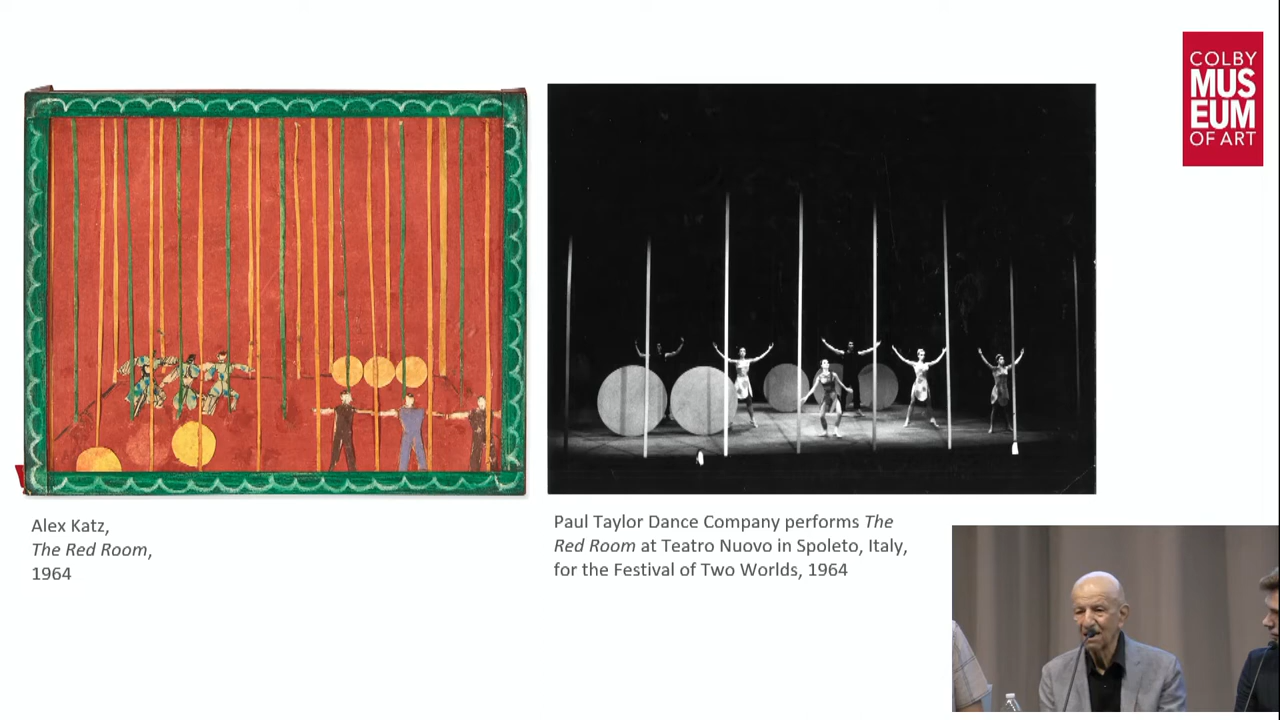 COLBY
MUS
EUM
OF ART
Alex Katz,
The Red Room,
1964
Paul Taylor Dance Company performs The
Red Room at Teatro Nuovo in Spoleto, Italy,
for the Festival of Two Worlds, 1964